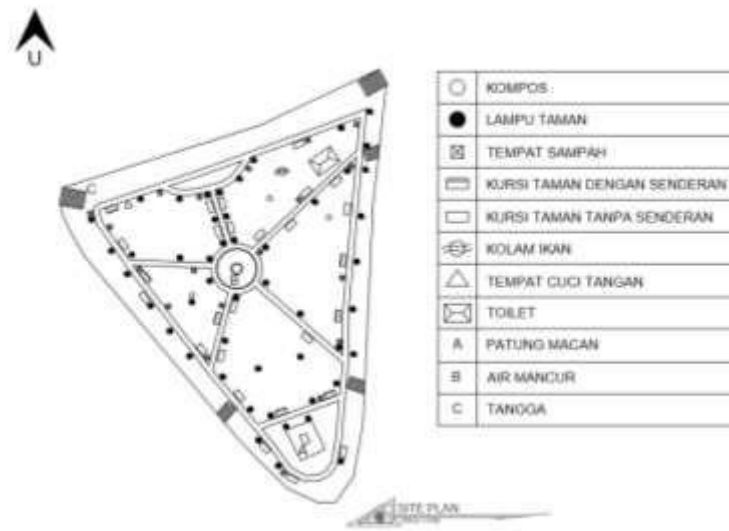 U
C
KOMPOS
LAMPU TAMAN
TEMPAT SAMPAH
KURSI TAMAN DENGAN SENDERAN
KURSI TAMAN TANPA SENDERAN
KOLAM IKAN
TEMPAT CUCI TANGAN
TOILET
A PATUNG MACAN
B AIR MANCUR
C TANGGA
SITE PLAN